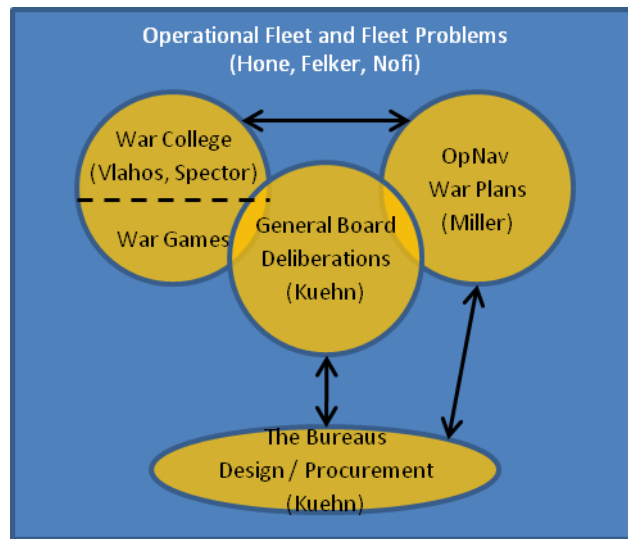 Operational Fleet and Fleet Problems
(Hone, Felker, Nofi)
War College
(Vlahos, Spector)
War Games
General Board
Deliberations
(Kuehn)
OpNav
War Plans
(Miller)
The Bureaus
Design / Procurement
(Kuehn)